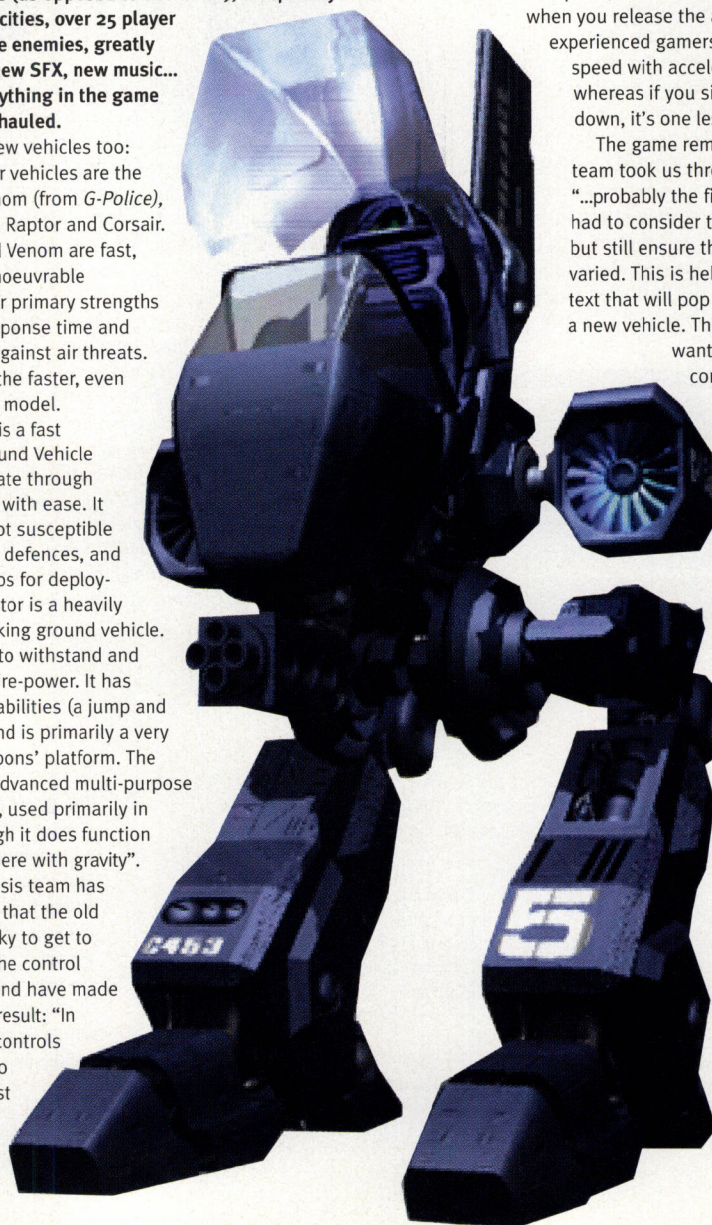 cities, over 25 player
e enemies, greatly
ew SFX, new music...
ything in the game
hauled.
ew vehicles too:
r vehicles are the
nom (from G-Police),
Raptor and Corsair.
d Venom are fast,
noeuvrable
r primary strengths
ponse time and
against air threats.
the faster, even
model.
is a fast
und Vehicle
ate through
with ease. It
ot susceptible
defences, and
ps for deploy-
tor is a heavily
king ground vehicle.
to withstand and
re-power. It has
abilities (a jump and
nd is primarily a very
pons' platform. The
dvanced multi-purpose
, used primarily in
gh it does function
ere with gravity”.
sis team has
that the old
ky to get to
he control
nd have made
result: “In
controls
o
st
when you release the a
experienced gamers
speed with accele
whereas if you si
down, it's one le
The game rem
team took us thro
“...probably the fi
had to consider t
but still ensure th
varied. This is hel
text that will pop
a new vehicle. Th
want
co
C453
5